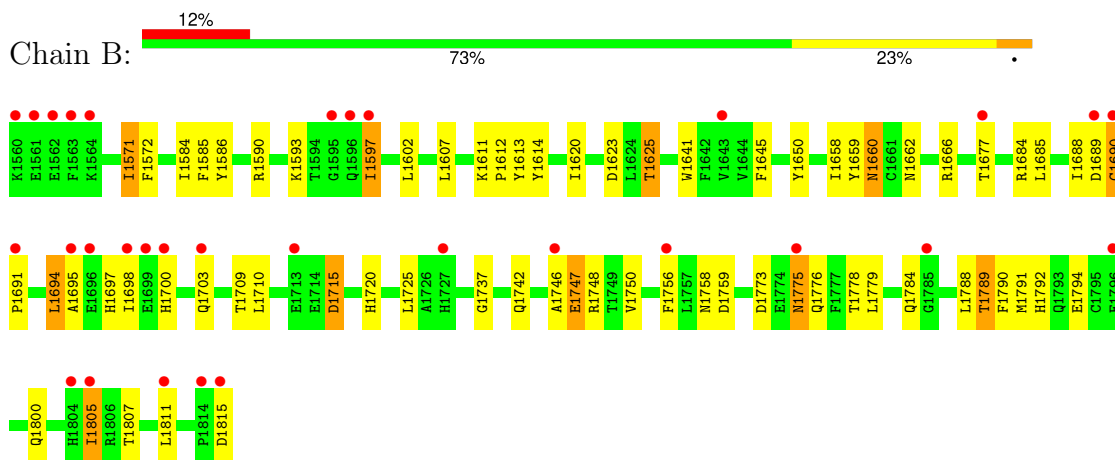 12%
Chain B:
73% 23% •
K1560 E1561 E1562 F1563 K1564 I1571 F1572 I1584 F1585 Y1586 R1590 K1593 T1594 G1595 Q1596 I1597 L1602 L1607 K1611 P1612 Y1613 Y1614 I1620 D1623 L1624 T1625 W1641 F1642 V1643 V1644 F1645 Y1650 I1658 Y1659 N1660 C1661 N1662 R1666 T1677 R1684 L1685 I1688 D1689 C1690
P1691 L1694 A1695 E1696 H1697 I1698 E1699 H1700 Q1703 T1709 L1710 E1713 E1714 D1715 H1720 L1725 A1726 H1727 G1737 Q1742 A1746 E1747 R1748 T1749 V1750 F1756 L1757 N1758 D1759 D1773 E1774 N1775 Q1776 F1777 T1778 L1779 Q1784 G1785 L1788 T1789 F1790 M1791 H1792 Q1793 E1794 C1795
Q1800 H1804 I1805 R1806 T1807 L1811 P1814 D1815